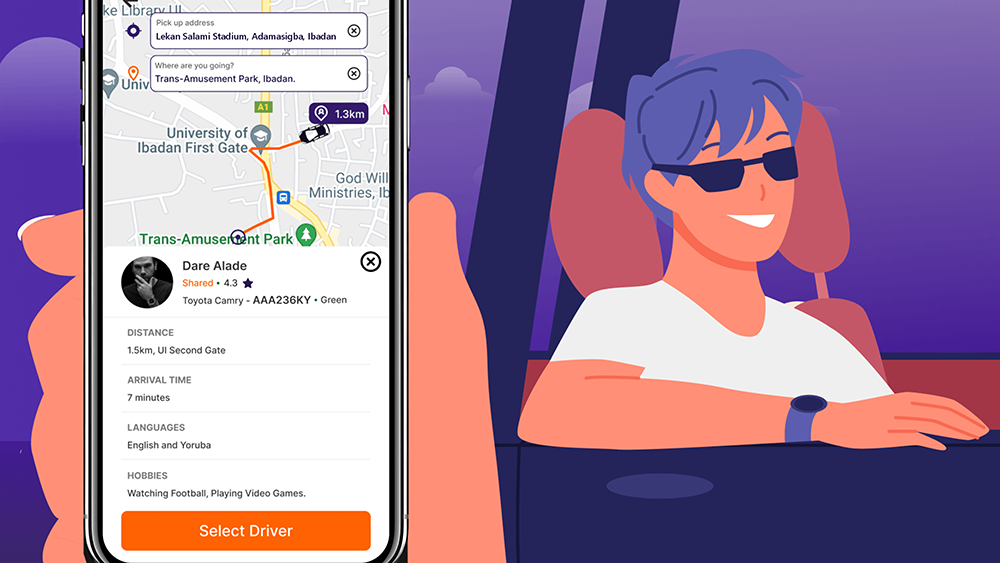 ke Library UI
Pick up address
Lekan Salami Stadium, Adamasigba, Ibadan
Where are you going?
Trans-Amusement Park, Ibadan.
Univ
A1
1.3km
M
University of
Ibadan First Gate
God Will
Ministries, Ib
Trans-Amusement Park
Dare Alade
Shared • 4.3
Toyota Camry - AAA236KY • Green
DISTANCE
1.5km, UI Second Gate
ARRIVAL TIME
7 minutes
LANGUAGES
English and Yoruba
HOBBIES
Watching Football, Playing Video Games.
Select Driver